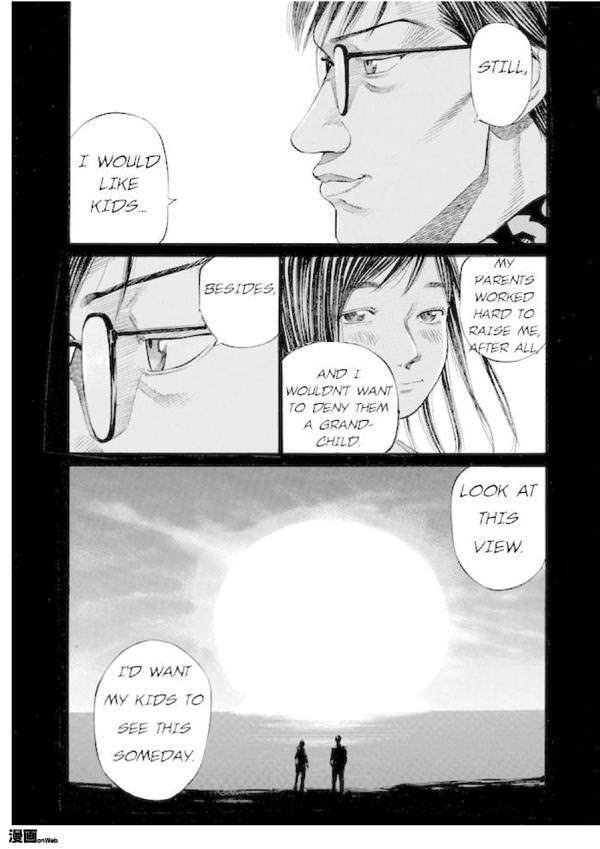 STILL,
I WOULD
LIKE
KIDS...
MY
PARENTS
WORKED
HARD TO
RAISE ME,
AFTER ALL,
AND I
WOULDN'T WANT
TO DENY THEM
A GRAND-
CHILD.
BESIDES,
LOOK AT
THIS
VIEW.
I'D WANT
MY KIDS TO
SEE THIS
SOMEDAY.
漫画onWeb